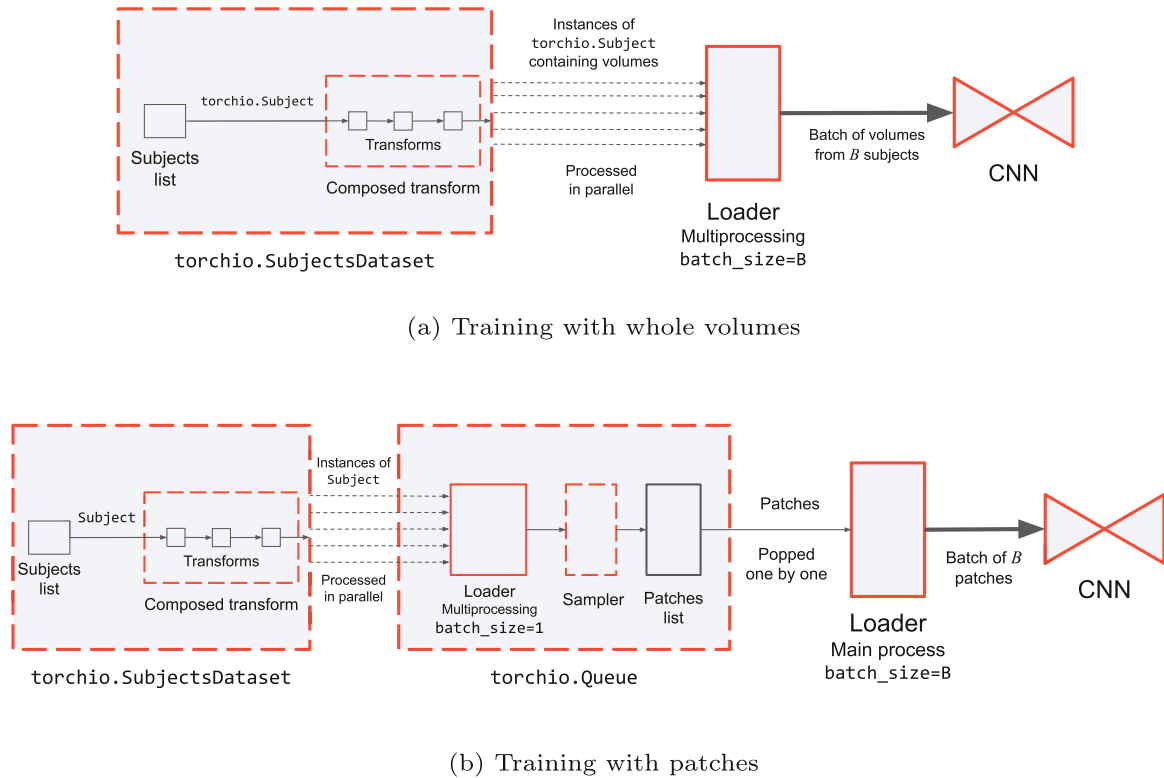 Instances of
torchio.Subject
containing volumes
torchio.Subject
Transforms
Subjects
list
Composed transform
Processed
in parallel
Batch of volumes
from B subjects
CNN
Loader
Multiprocessing
batch_size=B
torchio.SubjectsDataset
(a) Training with whole volumes
Instances of
Subject
Subject
Transforms
Subjects
list
Composed transform
Processed
in parallel
Loader
Multiprocessing
batch_size=1
Sampler
Patches
list
Patches
Popped
one by one
Batch of B
patches
CNN
Loader
Main process
batch_size=B
torchio.SubjectsDataset
torchio.Queue
(b) Training with patches